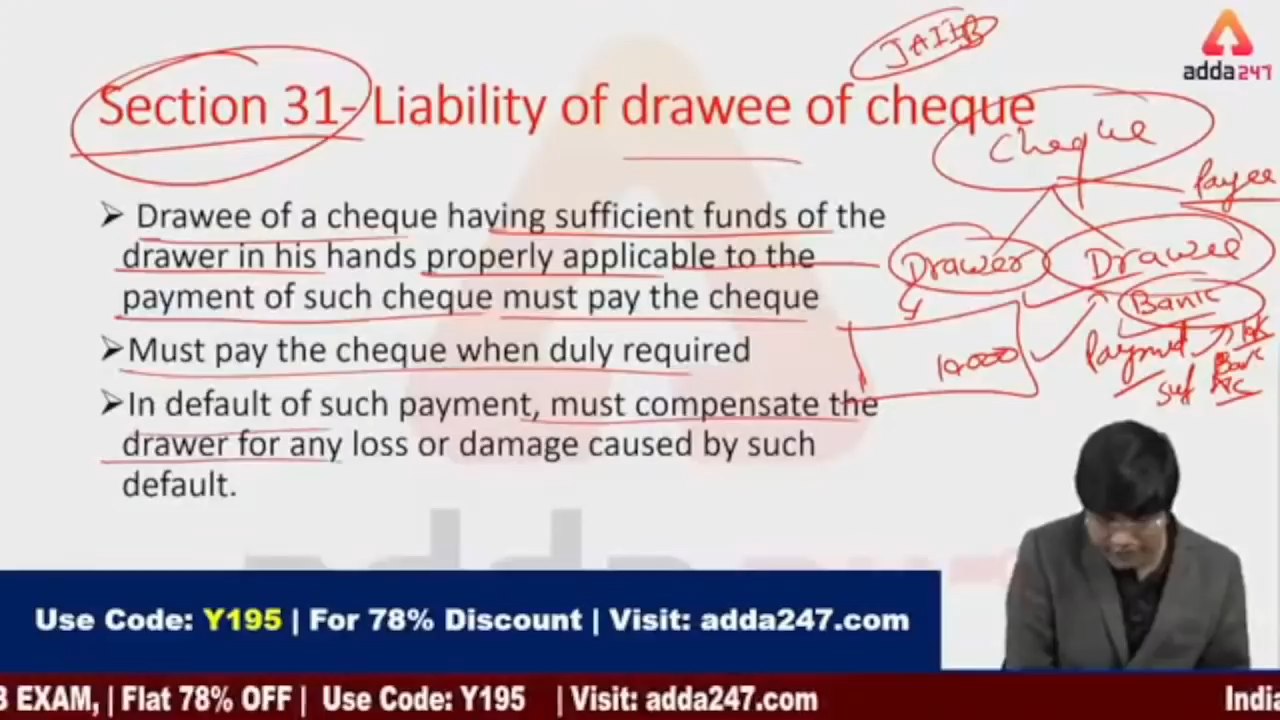 JAIIB
adda247
Section 31- Liability of drawee of cheque
Cheque
Payee
➢ Drawee of a cheque having sufficient funds of the
drawer in his hands properly applicable to the
payment of such cheque must pay the cheque
Drawer
Drawee
Bank
10,000
Payment
➢Must pay the cheque when duly required
➢In default of such payment, must compensate the
drawer for any loss or damage caused by such
default.
Use Code: Y195 | For 78% Discount | Visit: adda247.com
B EXAM, | Flat 78% OFF | Use Code: Y195 | Visit: adda247.com
India